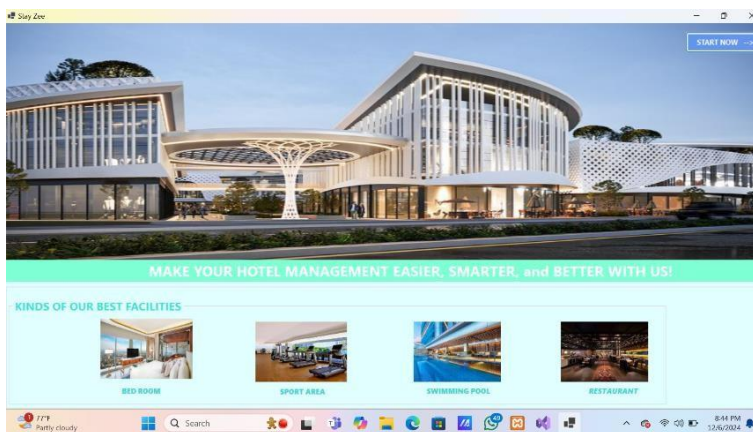 Stay Zee
START NOW -->
MAKE YOUR HOTEL MANAGEMENT EASIER, SMARTER, and BETTER WITH US!
KINDS OF OUR BEST FACILITIES
BED ROOM
SPORT AREA
SWIMMING POOL
RESTAURANT
77°F
Partly cloudy
Search
8:44 PM
12/6/2024